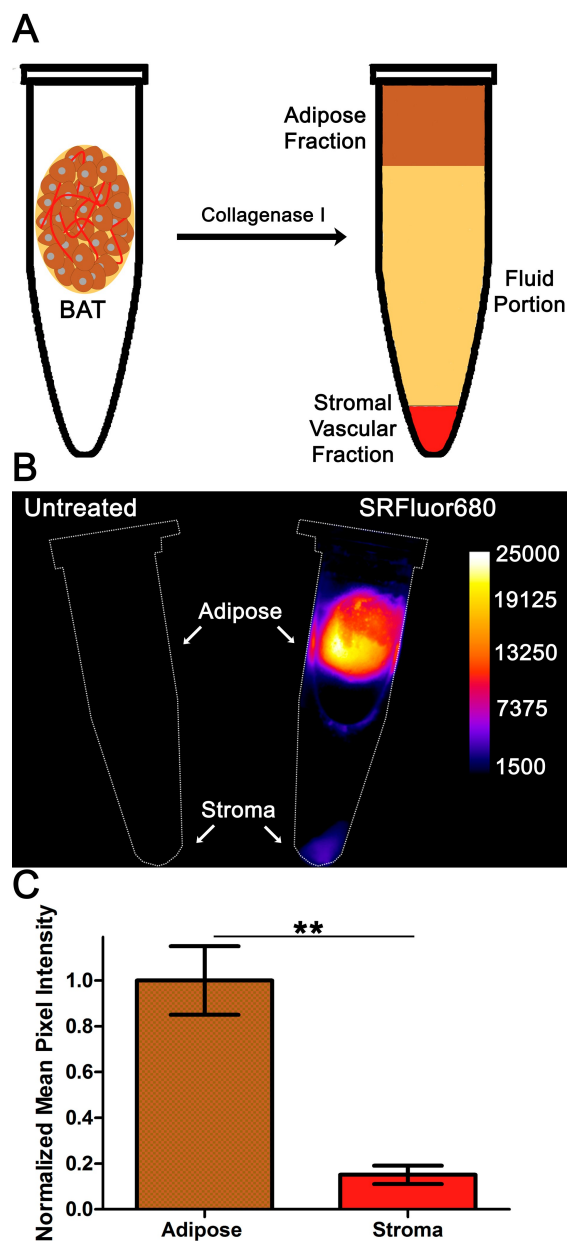 A
Adipose
Fraction
Collagenase I
BAT
Fluid
Portion
Stromal
Vascular
Fraction
B
Untreated
SRFluor680
25000
19125
13250
7375
1500
Adipose
Stroma
C
Normalized Mean Pixel Intensity
**
1.0
0.8
0.6
0.4
0.2
0.0
Adipose
Stroma